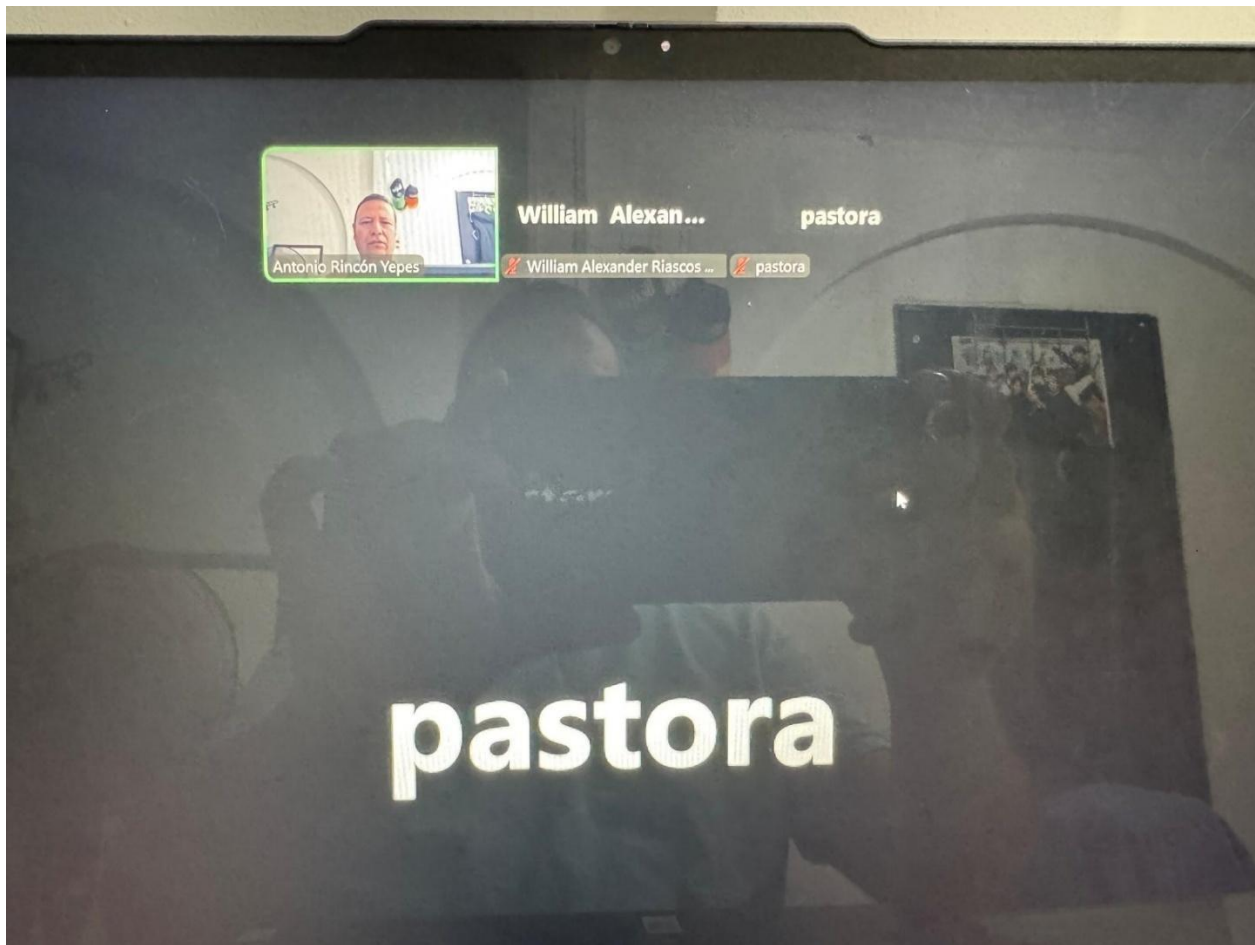 William Alexan...
pastora
Antonio Rincón Yepes
William Alexander Riascos ...
pastora
pastora